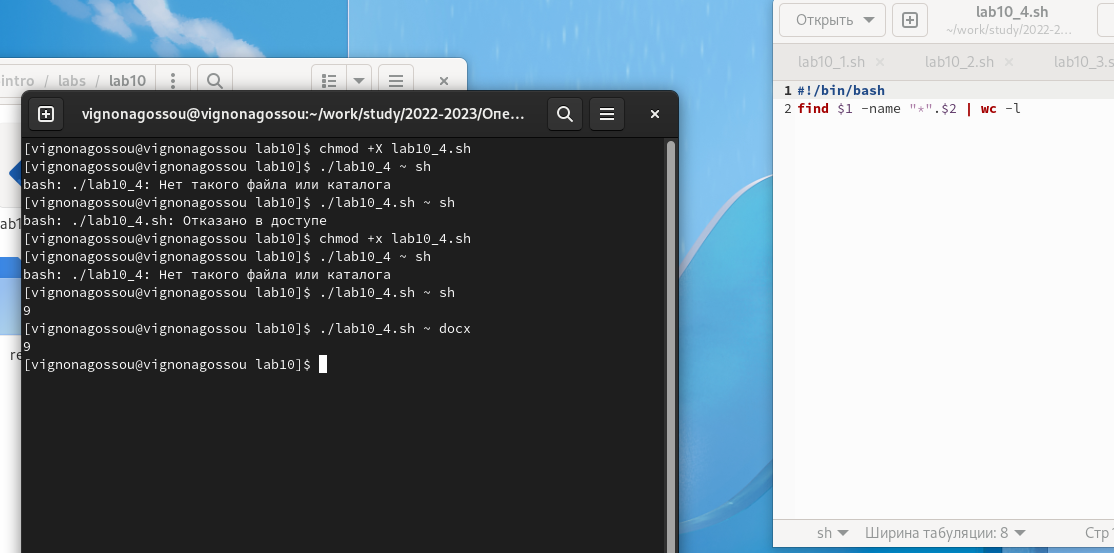 intro / labs / lab10
vignonagossou@vignonagossou:~/work/study/2022-2023/Опе...
[vignonagossou@vignonagossou lab10]$ chmod +X lab10_4.sh
[vignonagossou@vignonagossou lab10]$ ./lab10_4 ~ sh
bash: ./lab10_4: Нет такого файла или каталога
[vignonagossou@vignonagossou lab10]$ ./lab10_4.sh ~ sh
bash: ./lab10_4.sh: Отказано в доступе
[vignonagossou@vignonagossou lab10]$ chmod +x lab10_4.sh
[vignonagossou@vignonagossou lab10]$ ./lab10_4 ~ sh
bash: ./lab10_4: Нет такого файла или каталога
[vignonagossou@vignonagossou lab10]$ ./lab10_4.sh ~ sh
9
[vignonagossou@vignonagossou lab10]$ ./lab10_4.sh ~ docx
9
[vignonagossou@vignonagossou lab10]$
Открыть
lab10_4.sh
~/work/study/2022-2...
lab10_1.sh
lab10_2.sh
lab10_3.s
1 #!/bin/bash
2 find $1 -name "*".$2 | wc -l
sh
Ширина табуляции: 8
Стр